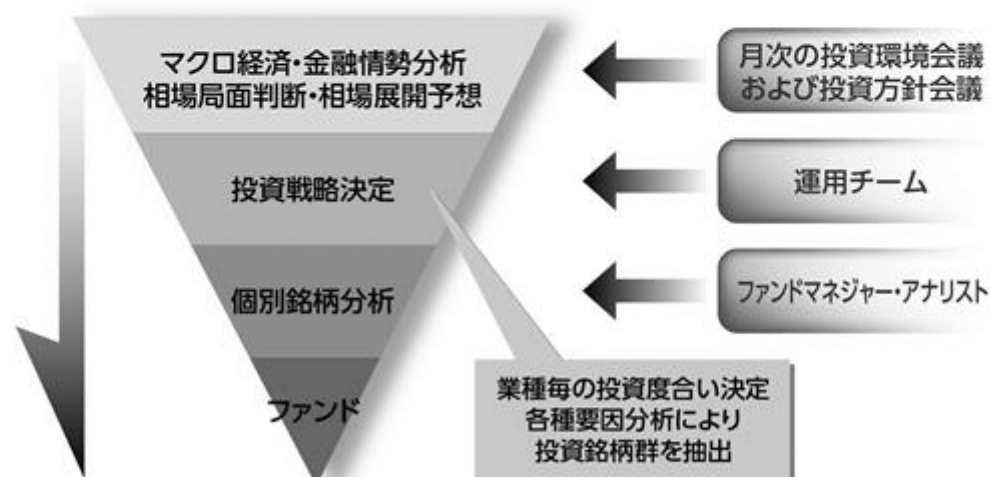 マクロ経済・金融情勢分析
相場局面判断・相場展開予想
月次の投資環境会議
および投資方針会議
投資戦略決定
運用チーム
個別銘柄分析
ファンドマネジャー・アナリスト
ファンド
業種毎の投資度合い決定
各種要因分析により
投資銘柄群を抽出